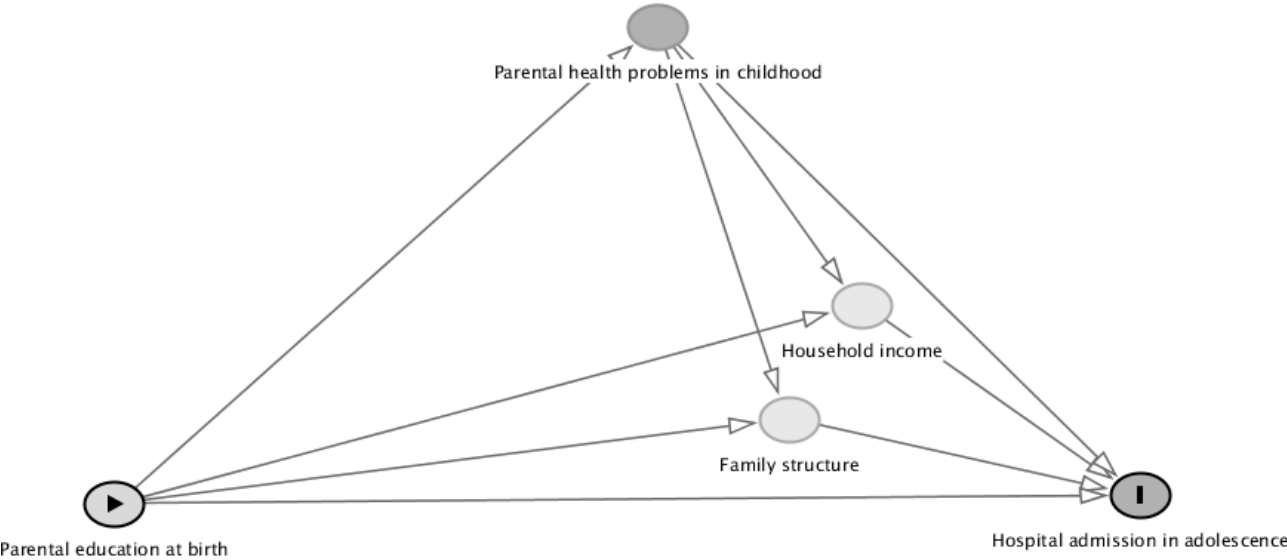 Parental health problems in childhood
Household income
Family structure
Parental education at birth
Hospital admission in adolescence